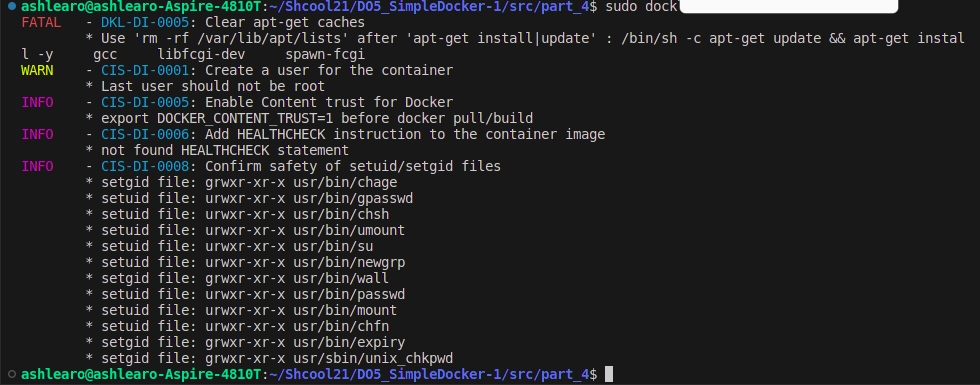 ashlearo@ashlearo-Aspire-4810T:~/Shcool21/DO5_SimpleDocker-1/src/part_4$ sudo dock
FATAL - DKL-DI-0005: Clear apt-get caches
* Use 'rm -rf /var/lib/apt/lists' after 'apt-get install|update' : /bin/sh -c apt-get update && apt-get instal
l -y gcc libfcgi-dev spawn-fcgi
WARN - CIS-DI-0001: Create a user for the container
* Last user should not be root
INFO - CIS-DI-0005: Enable Content trust for Docker
* export DOCKER_CONTENT_TRUST=1 before docker pull/build
INFO - CIS-DI-0006: Add HEALTHCHECK instruction to the container image
* not found HEALTHCHECK statement
INFO - CIS-DI-0008: Confirm safety of setuid/setgid files
* setgid file: grwxr-xr-x usr/bin/chage
* setuid file: urwxr-xr-x usr/bin/gpasswd
* setuid file: urwxr-xr-x usr/bin/chsh
* setuid file: urwxr-xr-x usr/bin/umount
* setuid file: urwxr-xr-x usr/bin/su
* setuid file: urwxr-xr-x usr/bin/newgrp
* setgid file: grwxr-xr-x usr/bin/wall
* setuid file: urwxr-xr-x usr/bin/passwd
* setuid file: urwxr-xr-x usr/bin/mount
* setuid file: urwxr-xr-x usr/bin/chfn
* setgid file: grwxr-xr-x usr/bin/expiry
* setgid file: grwxr-xr-x usr/sbin/unix_chkpwd
ashlearo@ashlearo-Aspire-4810T:~/Shcool21/DO5_SimpleDocker-1/src/part_4$